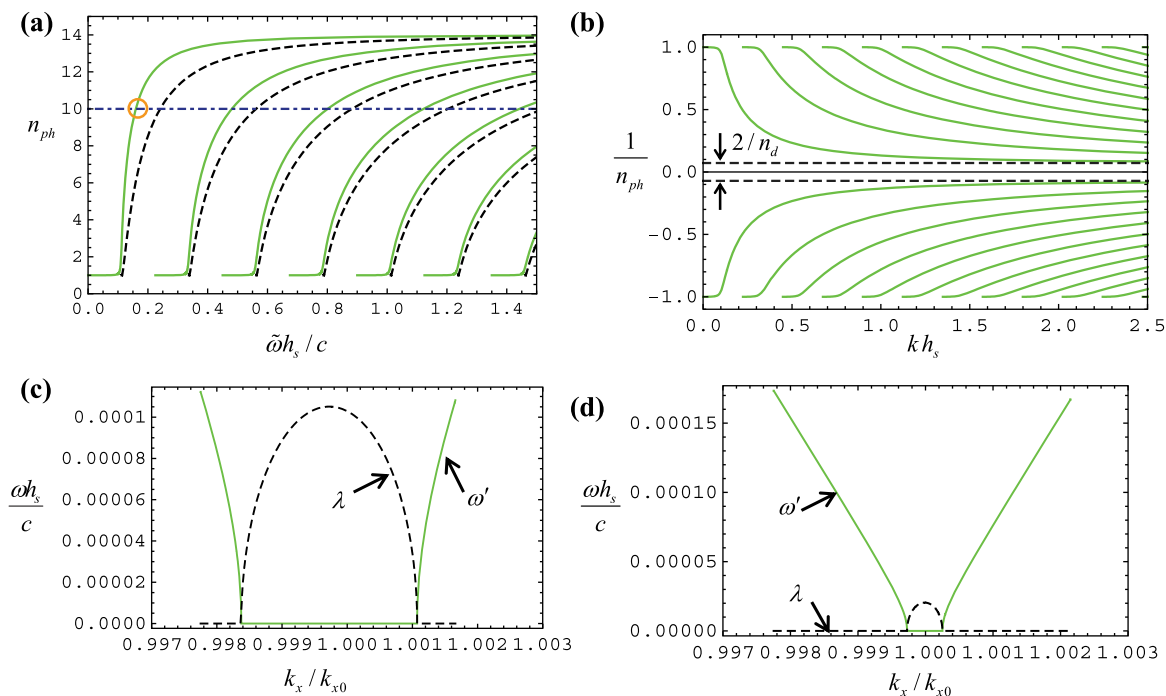 (a)
14
12
10
8
6
4
2
n_ph
0.0 0.2 0.4 0.6 0.8 1.0 1.2 1.4
ω̃h_s / c
(b)
1.0
0.5
0.0
-0.5
-1.0
1/n_ph
2/n_d
0.0 0.5 1.0 1.5 2.0 2.5
k h_s
(c)
0.0001
0.00008
0.00006
0.00004
0.00002
0.0000
ωh_s/c
λ
ω′
0.997 0.998 0.999 1.000 1.001 1.002 1.003
k_x / k_x0
(d)
0.00015
0.00010
0.00005
0.00000
ωh_s/c
ω′
λ
0.997 0.998 0.999 1.000 1.001 1.002 1.003
k_x / k_x0